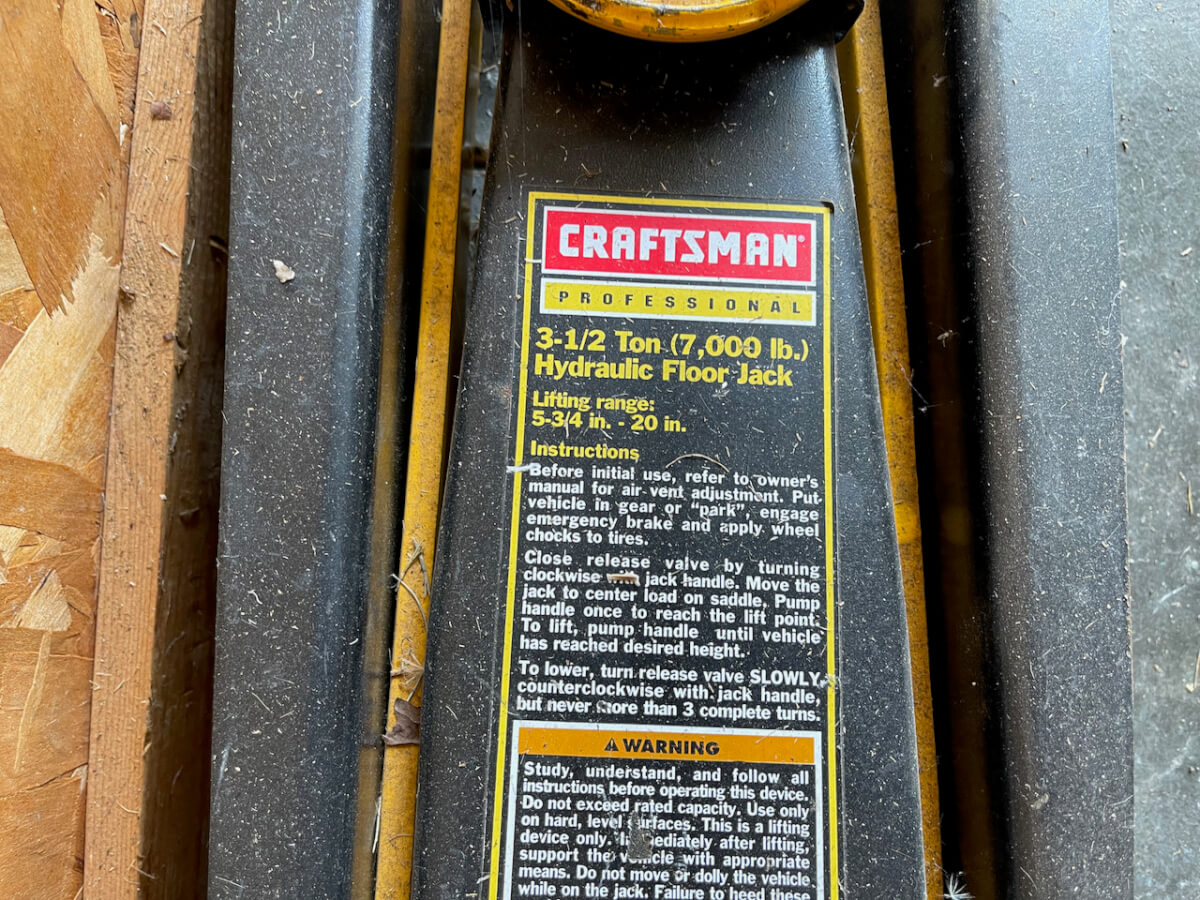 CRAFTSMAN®
PROFESSIONAL
3-1/2 Ton (7,000 lb.)
Hydraulic Floor Jack
Lifting range:
5-3/4 in. - 20 in.
Instructions
Before initial use, refer to owner's
manual for air vent adjustment. Put
vehicle in gear or “park”, engage
emergency brake and apply wheel
chocks to tires.
Close release valve by turning
clockwise with jack handle. Move the
jack to center load on saddle. Pump
handle once to reach the lift point.
To lift, pump handle until vehicle
has reached desired height.
To lower, turn release valve SLOWLY,
counterclockwise with jack handle,
but never more than 3 complete turns.
WARNING
Study, understand, and follow all
instructions before operating this device.
Do not exceed rated capacity. Use only
on hard, level surfaces. This is a lifting
device only. Immediately after lifting,
support the vehicle with appropriate
means. Do not move or dolly the vehicle
while on the jack. Failure to heed these